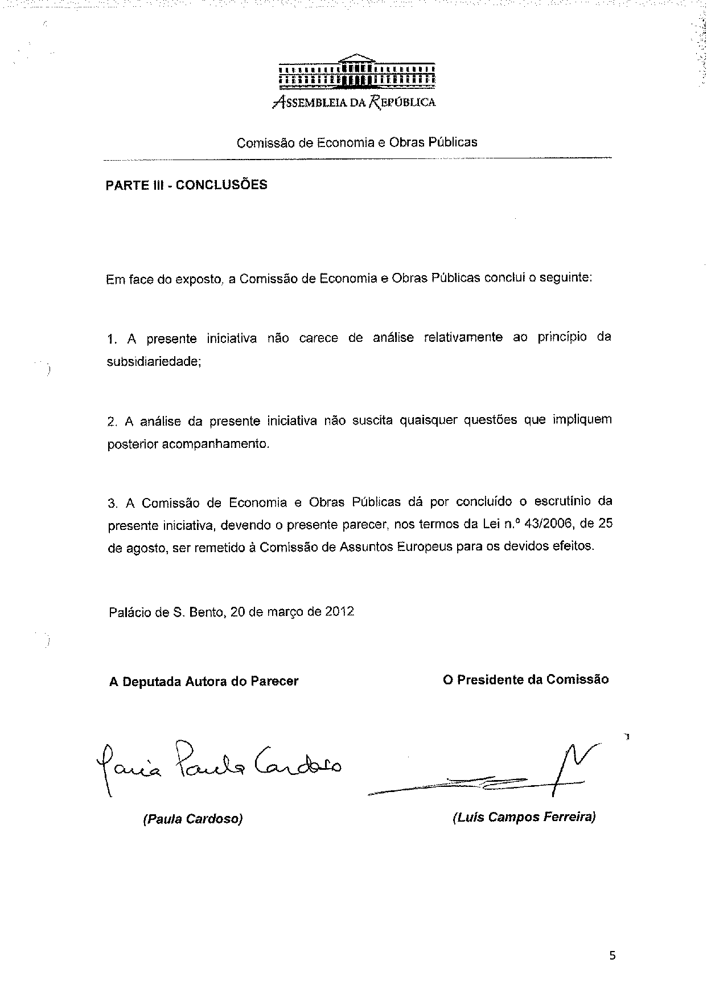 ASSEMBLEIA DA REPÚBLICA
Comissão de Economia e Obras Públicas
PARTE III - CONCLUSÕES
Em face do exposto, a Comissão de Economia e Obras Públicas conclui o seguinte:
1. A presente iniciativa não carece de análise relativamente ao princípio da
subsidiariedade;
2. A análise da presente iniciativa não suscita quaisquer questões que impliquem
posterior acompanhamento.
3. A Comissão de Economia e Obras Públicas dá por concluído o escrutínio da
presente iniciativa, devendo o presente parecer, nos termos da Lei n.º 43/2006, de 25
de agosto, ser remetido à Comissão de Assuntos Europeus para os devidos efeitos.
Palácio de S. Bento, 20 de março de 2012
A Deputada Autora do Parecer O Presidente da Comissão
Maria Paula Cardoso
(Paula Cardoso) (Luís Campos Ferreira)
5